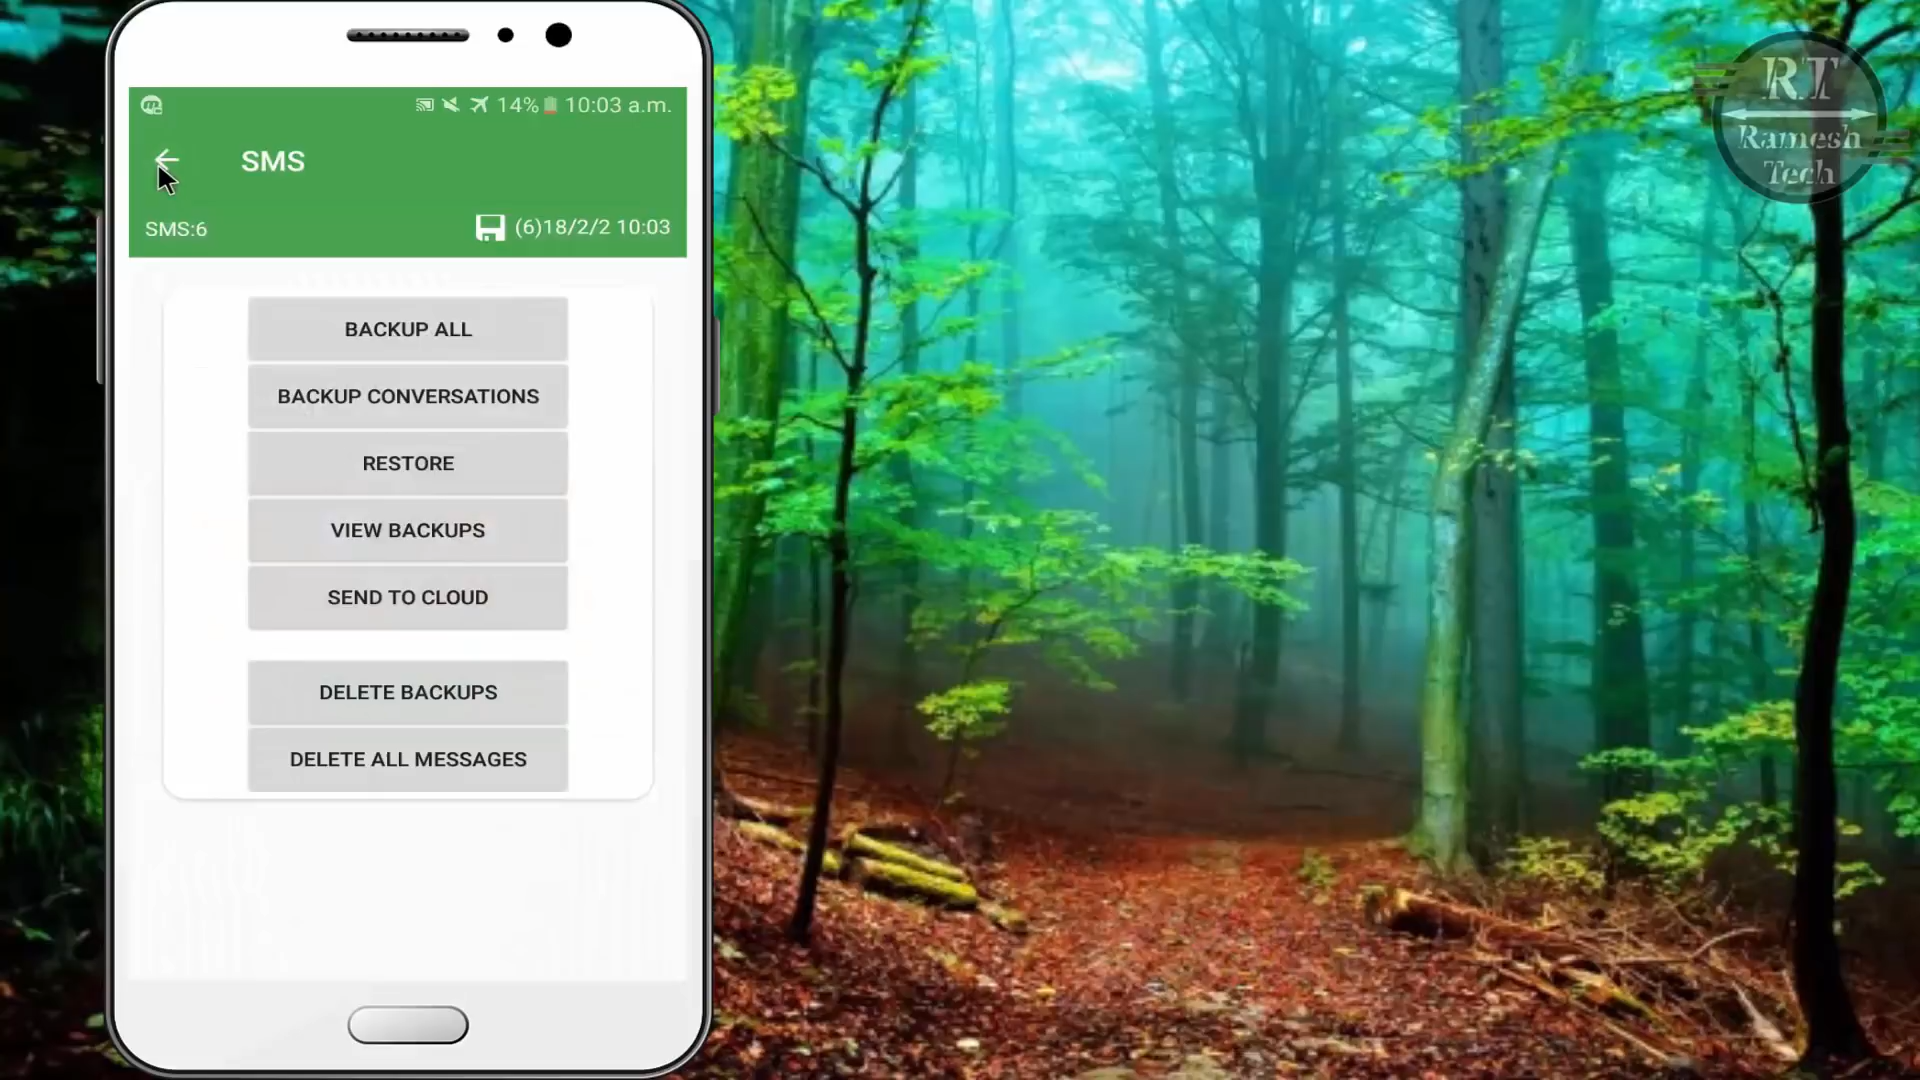 14% 10:03 a.m.
SMS
SMS:6
(6)18/2/2 10:03
BACKUP ALL
BACKUP CONVERSATIONS
RESTORE
VIEW BACKUPS
SEND TO CLOUD
DELETE BACKUPS
DELETE ALL MESSAGES
RT
Ramesh
Tech